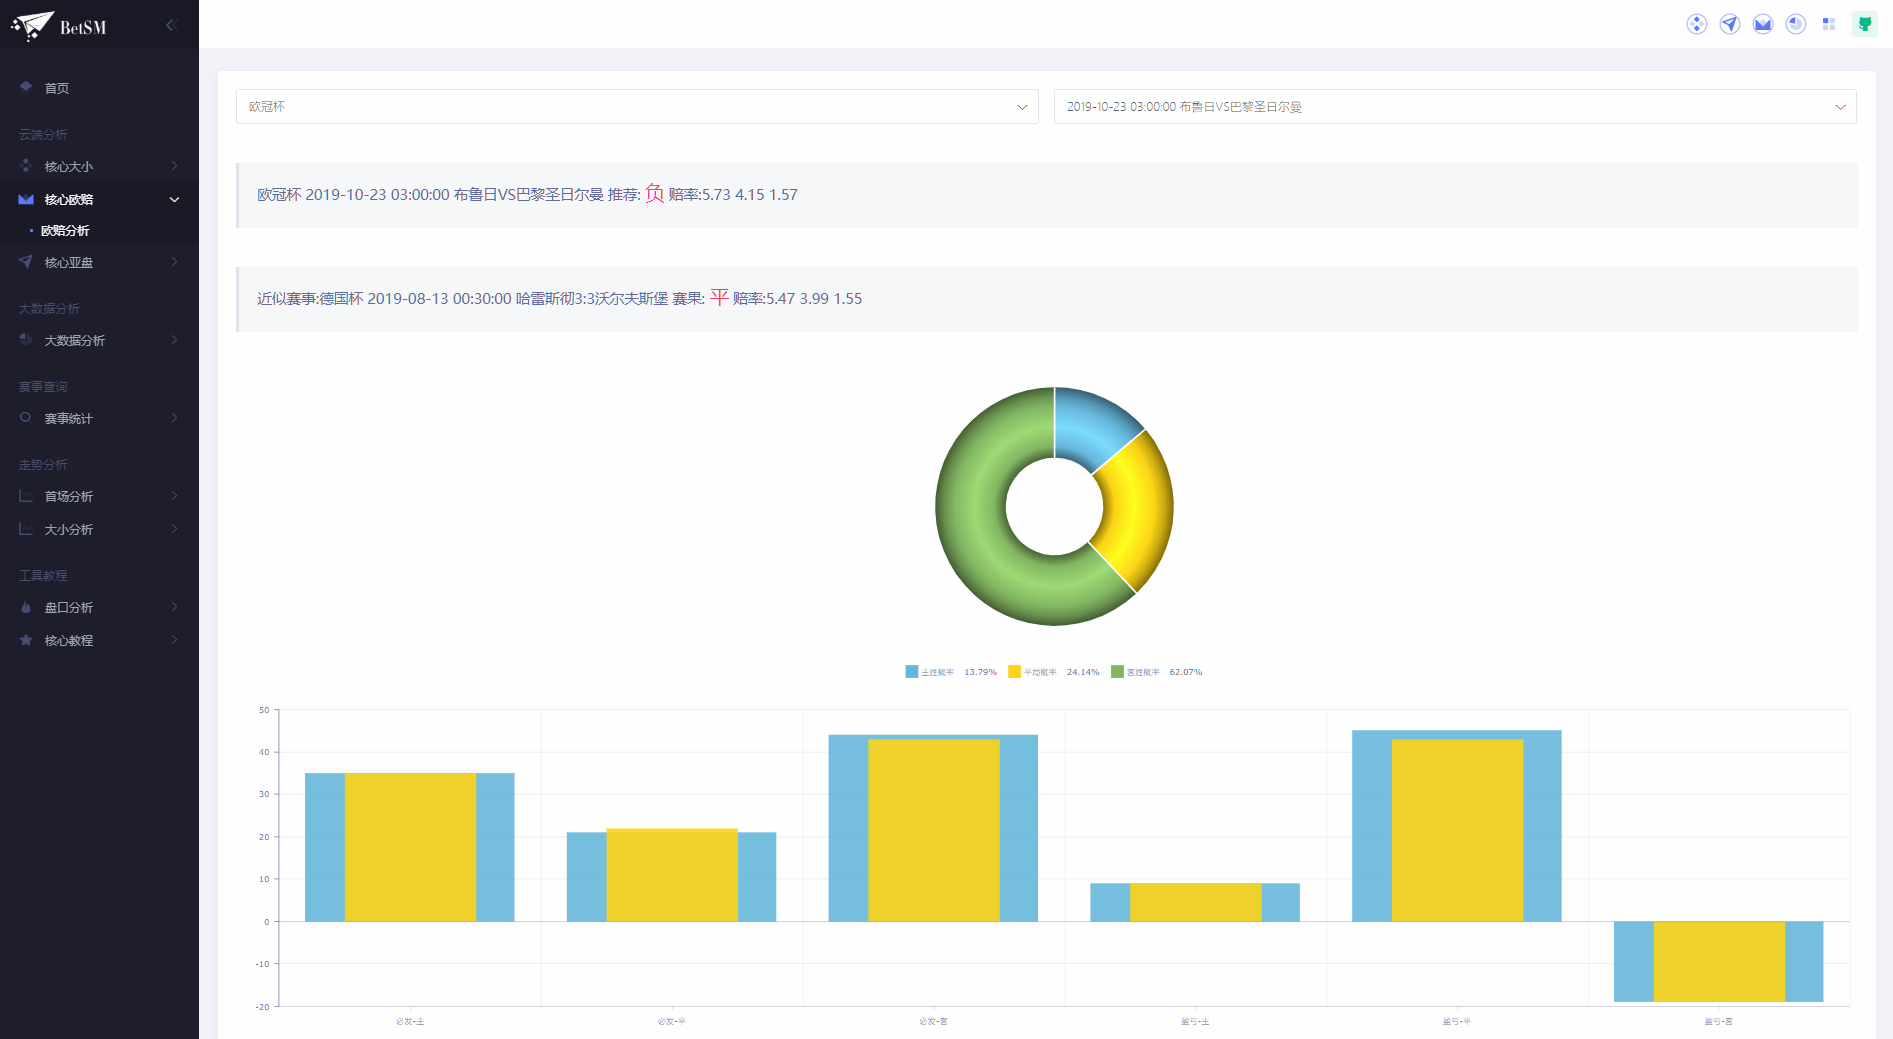 BetSM
首页
云端分析
核心大小
核心欧赔
欧赔分析
核心亚盘
大数据分析
大数据分析
赛事查询
赛事统计
走势分析
首场分析
大小分析
工具教程
盘口分析
核心教程
欧冠杯
2019-10-23 03:00:00 布鲁日VS巴黎圣日尔曼
欧冠杯 2019-10-23 03:00:00 布鲁日VS巴黎圣日尔曼 推荐: 负 赔率:5.73 4.15 1.57
近似赛事:德国杯 2019-08-13 00:30:00 哈雷斯彻3:3沃尔夫斯堡 赛果: 平 赔率:5.47 3.99 1.55
主胜概率 13.79% 平局概率 24.14% 客胜概率 62.07%
50
40
30
20
10
0
-10
-20
必发-主 必发-平 必发-客 盈亏-主 盈亏-平 盈亏-客